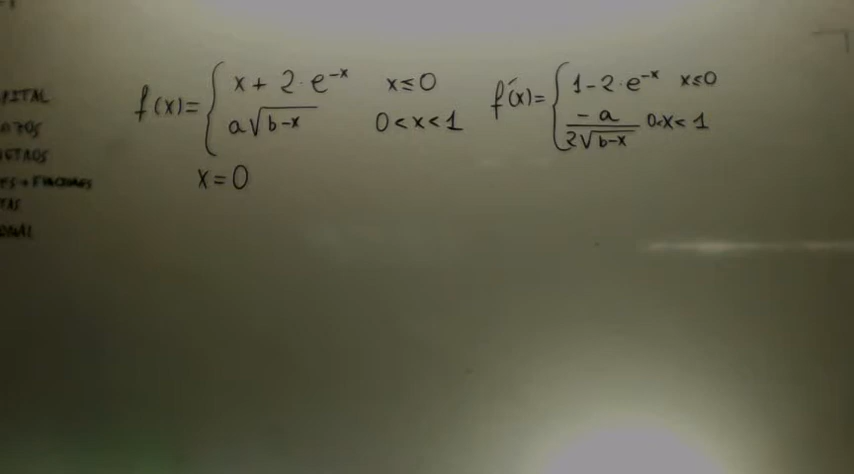 f(x) = { x + 2 · e^-x    x ≤ 0
a√b-x    0 < x < 1
f´(x) = { 1 - 2 · e^-x    x ≤ 0
-a / 2√b-x    0 < x < 1
x = 0